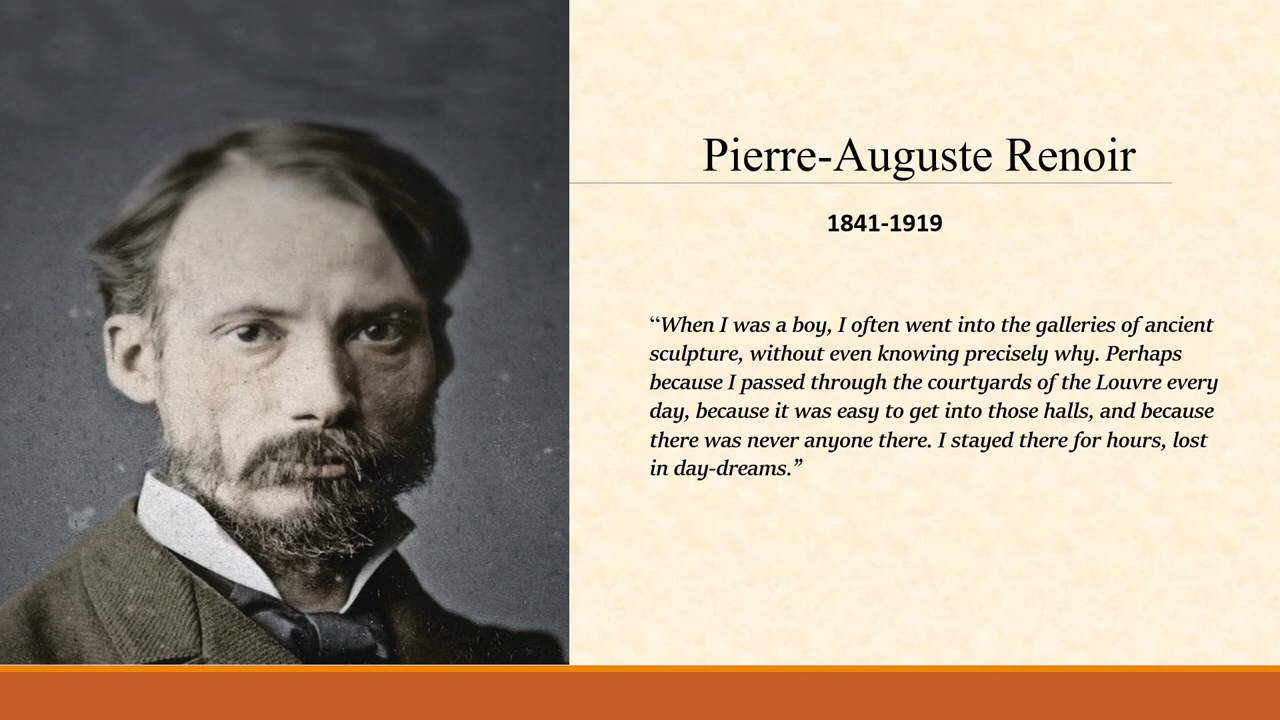 Pierre-Auguste Renoir
1841-1919
“When I was a boy, I often went into the galleries of ancient
sculpture, without even knowing precisely why. Perhaps
because I passed through the courtyards of the Louvre every
day, because it was easy to get into those halls, and because
there was never anyone there. I stayed there for hours, lost
in day-dreams.”